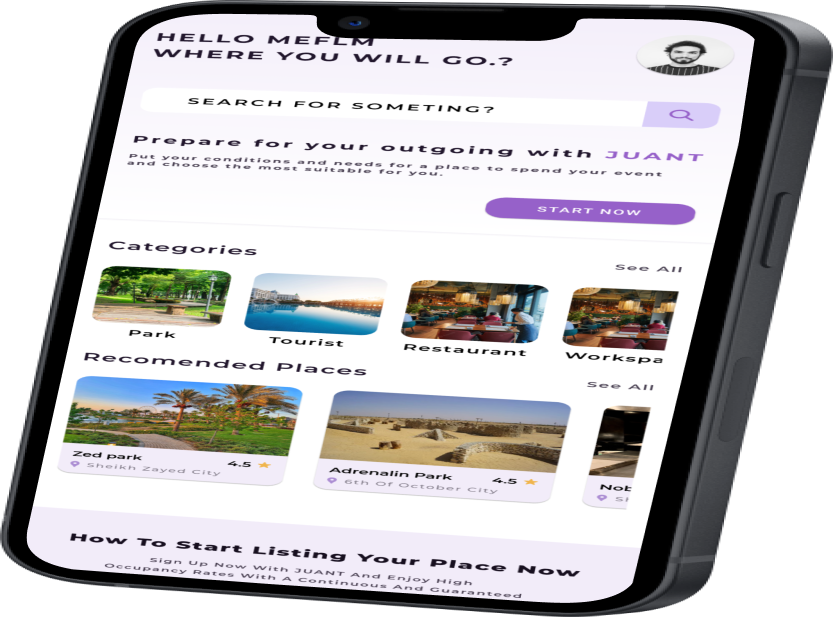 HELLO MEFLM
WHERE YOU WILL GO.?
SEARCH FOR SOMETING?
Prepare for your outgoing with JUANT
Put your conditions and needs for a place to spend your event
and choose the most suitable for you.
START NOW
Categories
See All
Park
Tourist
Restaurant
Workspa
Recomended Places
See All
Zed park
4.5
Sheikh Zayed City
Adrenalin Park
4.5
6th Of October City
Nob
How To Start Listing Your Place Now
Sign Up Now With JUANT And Enjoy High
Occupancy Rates With A Continuous And Guaranteed